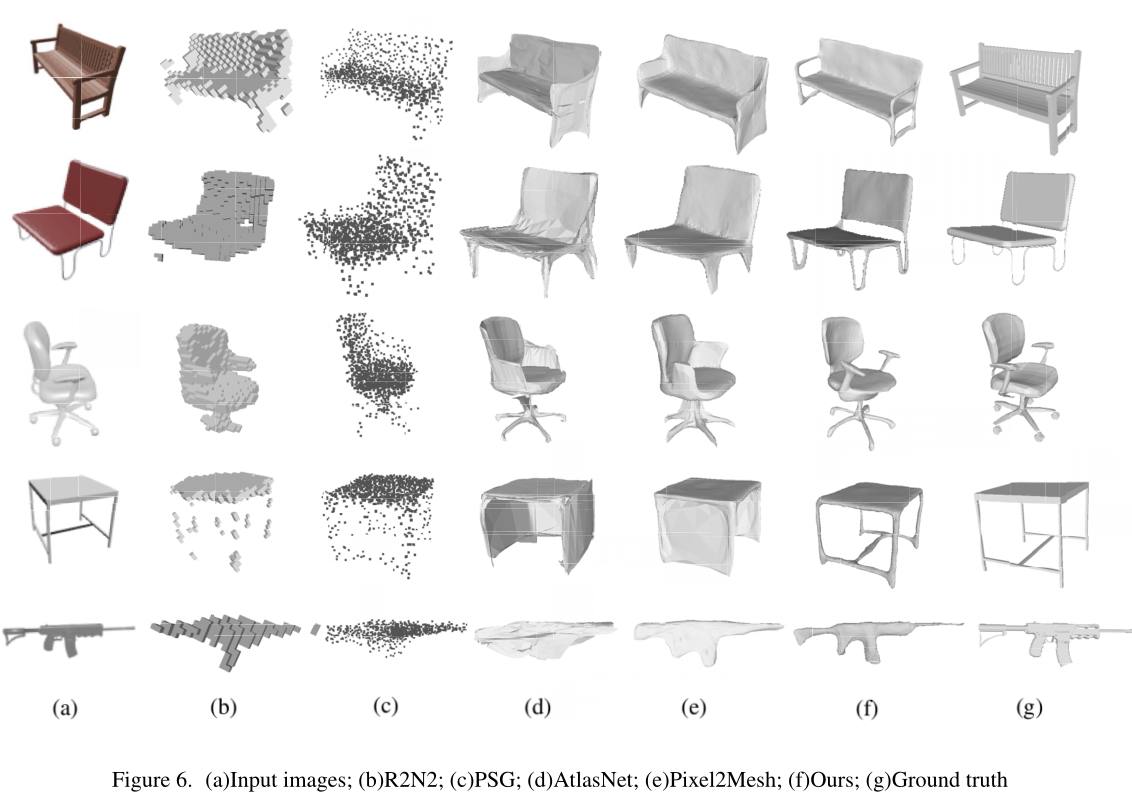 (a) (b) (c) (d) (e) (f) (g)
Figure 6. (a)Input images; (b)R2N2; (c)PSG; (d)AtlasNet; (e)Pixel2Mesh; (f)Ours; (g)Ground truth